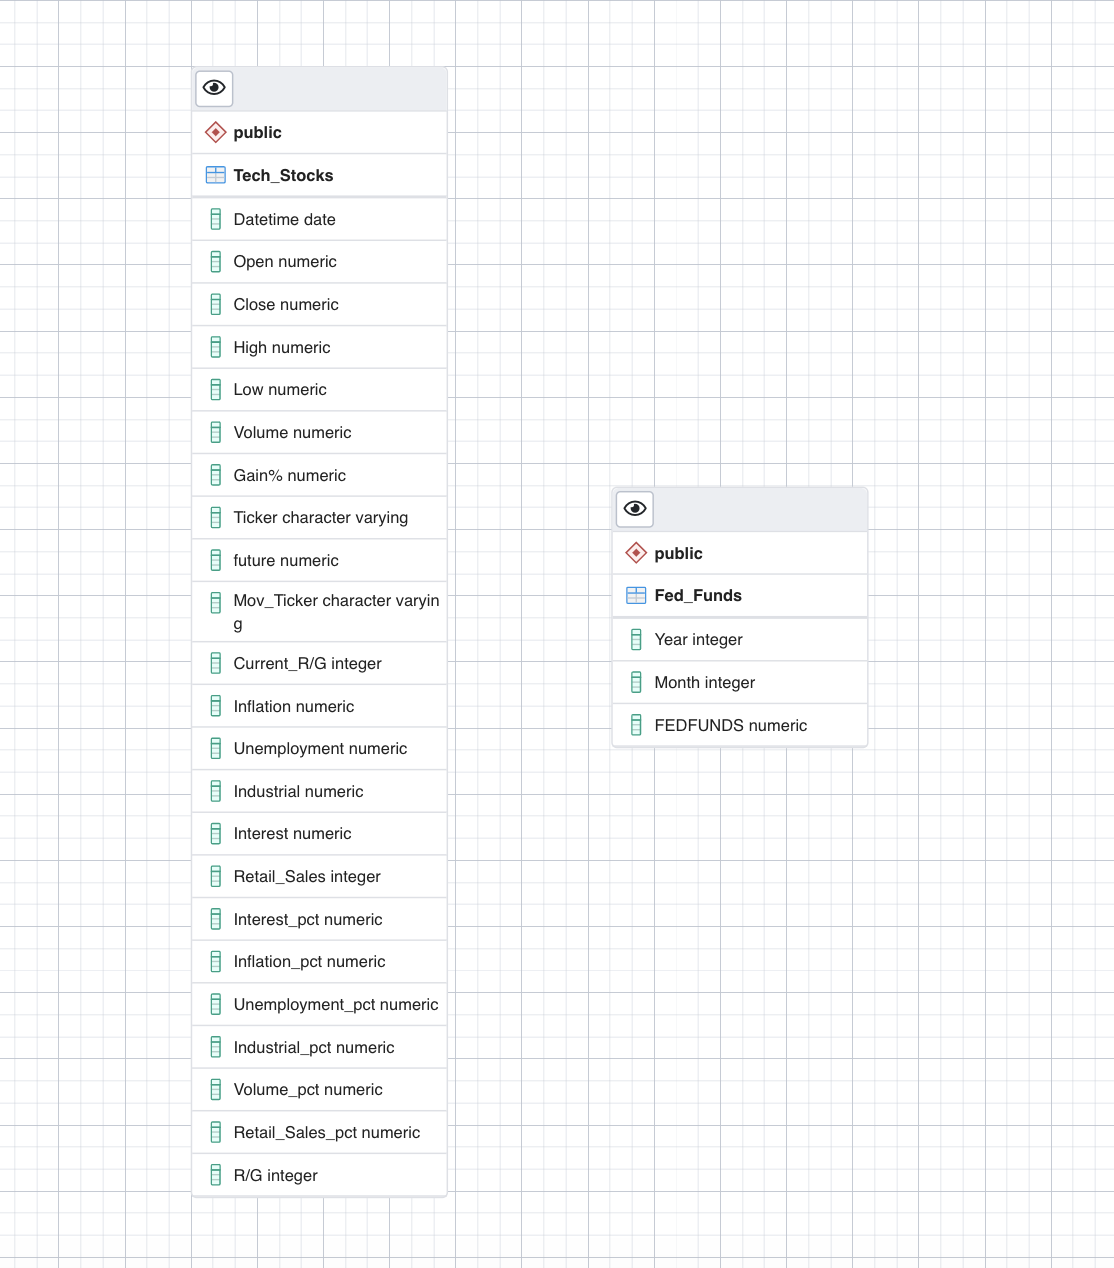 public
Tech_Stocks
Datetime date
Open numeric
Close numeric
High numeric
Low numeric
Volume numeric
Gain% numeric
Ticker character varying
future numeric
Mov_Ticker character varyin
g
Current_R/G integer
Inflation numeric
Unemployment numeric
Industrial numeric
Interest numeric
Retail_Sales integer
Interest_pct numeric
Inflation_pct numeric
Unemployment_pct numeric
Industrial_pct numeric
Volume_pct numeric
Retail_Sales_pct numeric
R/G integer
public
Fed_Funds
Year integer
Month integer
FEDFUNDS numeric